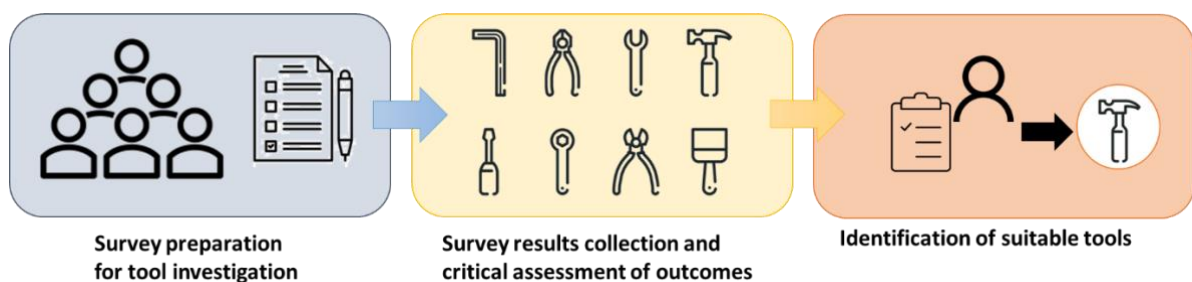 Survey preparation
for tool investigation
Survey results collection and
critical assessment of outcomes
Identification of suitable tools